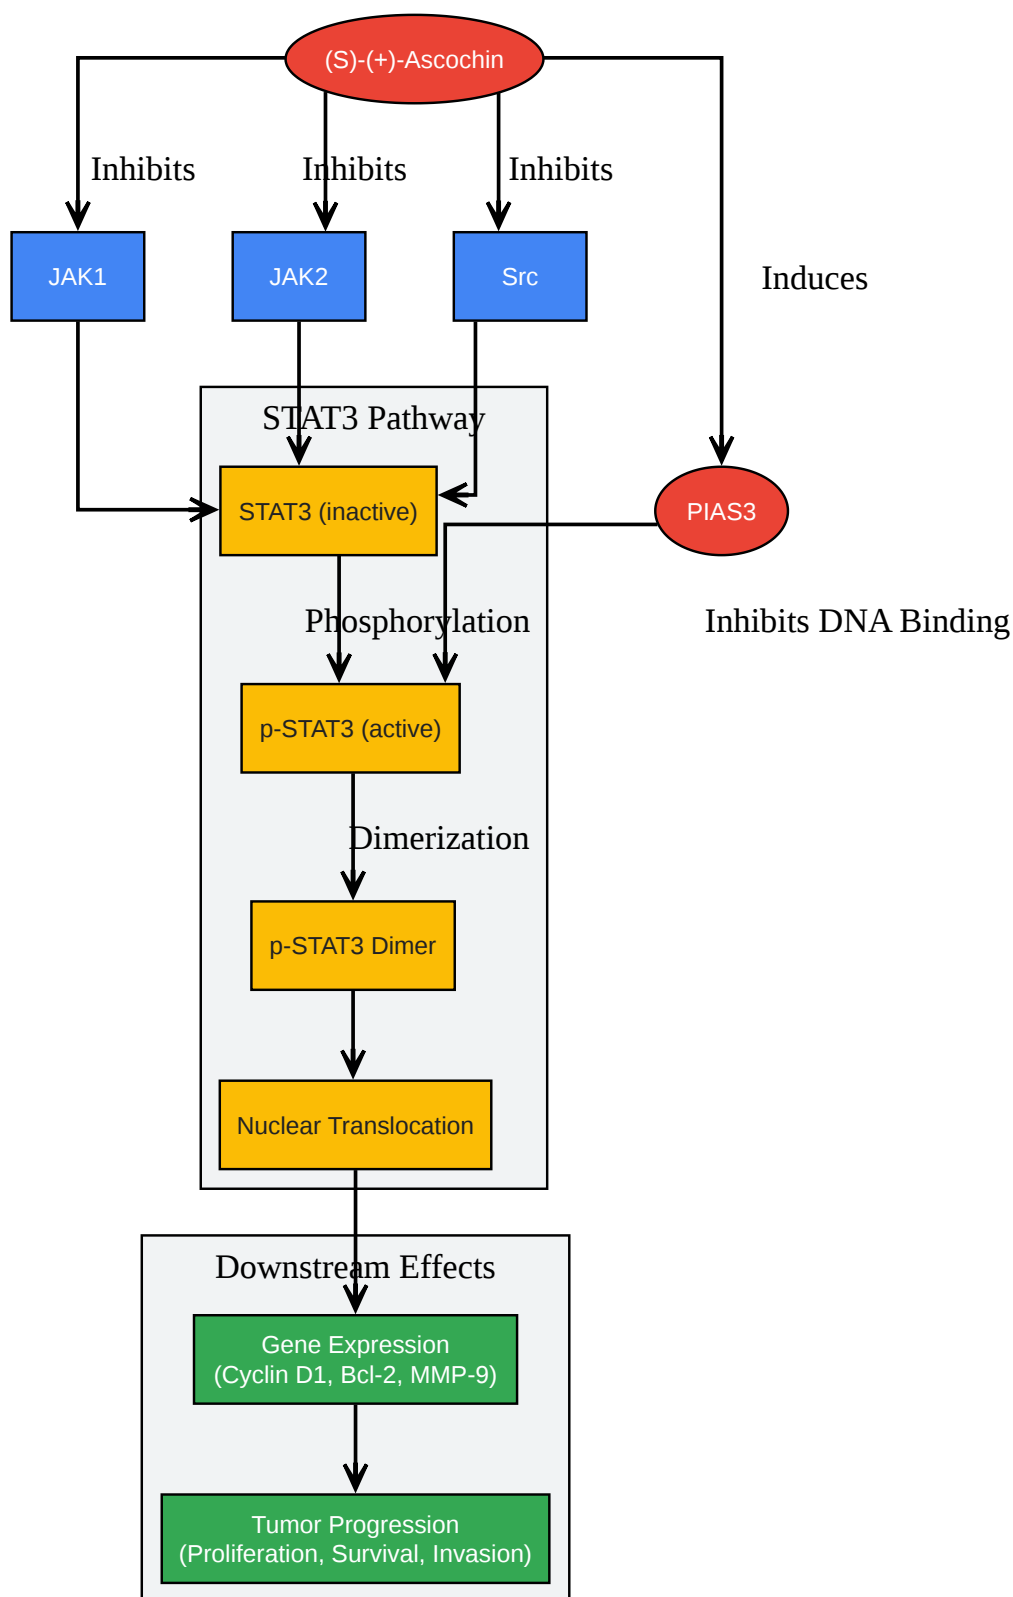 (S)-(+)-Ascochin
Inhibits
Inhibits
Inhibits
JAK1
JAK2
Src
Induces
STAT3 Pathway
STAT3 (inactive)
PIAS3
Phosphorylation
Inhibits DNA Binding
p-STAT3 (active)
Dimerization
p-STAT3 Dimer
Nuclear Translocation
Downstream Effects
Gene Expression
(Cyclin D1, Bcl-2, MMP-9)
Tumor Progression
(Proliferation, Survival, Invasion)